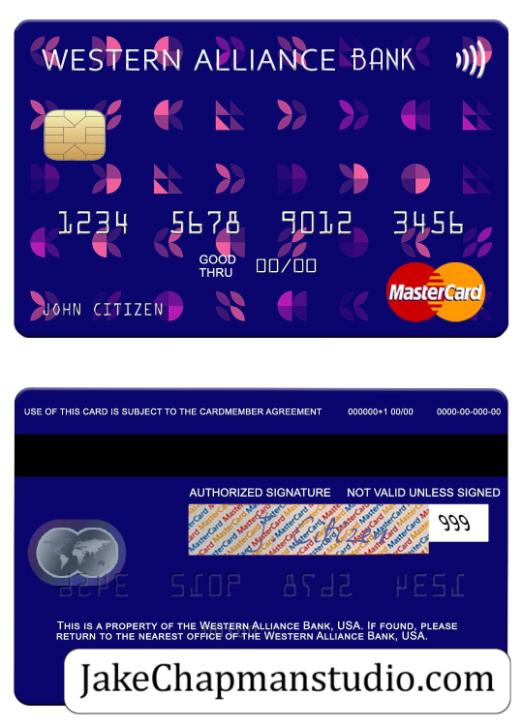 WESTERN ALLIANCE BANK
1234 5678 9012 3456
GOOD
THRU 00/00
JOHN CITIZEN
MasterCard
USE OF THIS CARD IS SUBJECT TO THE CARDMEMBER AGREEMENT 000000+1 00/00 0000-00-000-00
AUTHORIZED SIGNATURE NOT VALID UNLESS SIGNED
MasterCard
J. Citizen
999
THIS IS A PROPERTY OF THE WESTERN ALLIANCE BANK, USA. IF FOUND, PLEASE
RETURN TO THE NEAREST OFFICE OF THE WESTERN ALLIANCE BANK, USA.
JakeChapmanstudio.com